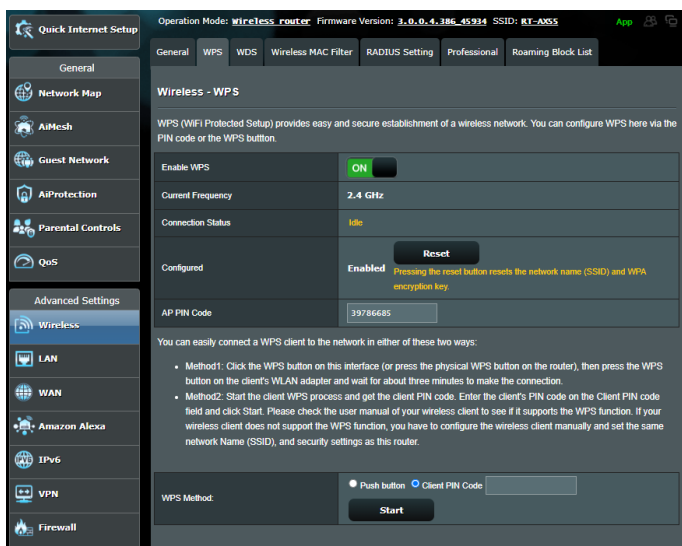 Quick Internet Setup
General
Network Map
AiMesh
Guest Network
AiProtection
Parental Controls
QoS
Advanced Settings
Wireless
LAN
WAN
Amazon Alexa
IPv6
VPN
Firewall
Operation Mode: Wireless router Firmware Version: 3.0.0.4.386_45934 SSID: RT-AX55 App
General WPS WDS Wireless MAC Filter RADIUS Setting Professional Roaming Block List
Wireless - WPS
WPS (WiFi Protected Setup) provides easy and secure establishment of a wireless network. You can configure WPS here via the
PIN code or the WPS buttton.
Enable WPS ON
Current Frequency 2.4 GHz
Connection Status Idle
Configured Enabled Reset
Pressing the reset button resets the network name (SSID) and WPA
encryption key.
AP PIN Code 39786685
You can easily connect a WPS client to the network in either of these two ways:
• Method1: Click the WPS button on this interface (or press the physical WPS button on the router), then press the WPS
button on the client's WLAN adapter and wait for about three minutes to make the connection.
• Method2: Start the client WPS process and get the client PIN code. Enter the client's PIN code on the Client PIN code
field and click Start. Please check the user manual of your wireless client to see if it supports the WPS function. If your
wireless client does not support the WPS function, you have to configure the wireless client manually and set the same
network Name (SSID), and security settings as this router.
WPS Method: Push button Client PIN Code
Start